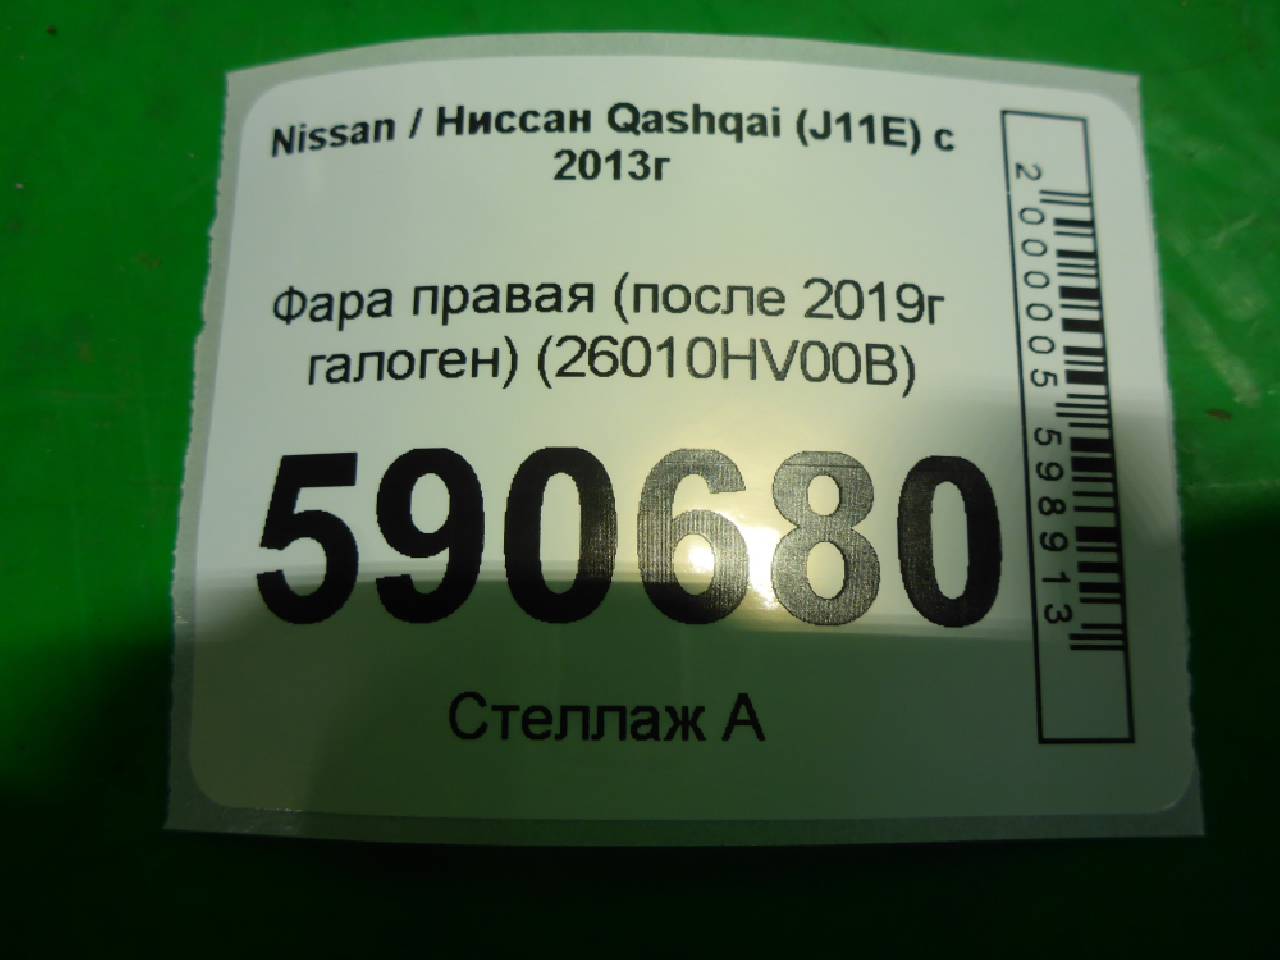 Nissan / Ниссан Qashqai (J11E) с
2013г
Фара правая (после 2019г
галоген) (26010HV00B)
590680
Стеллаж А
2000005598913